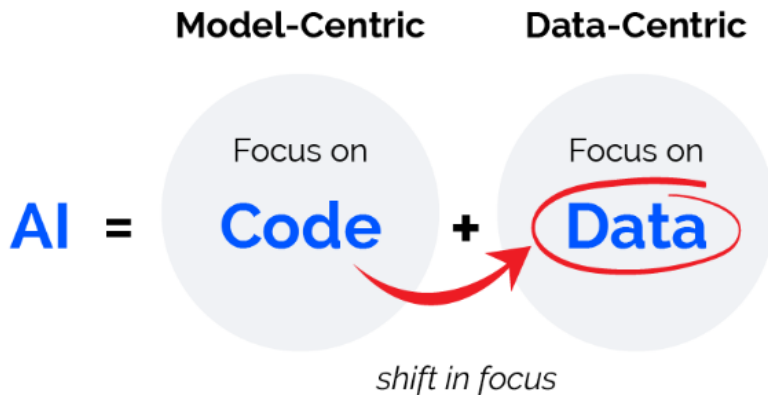 Model-Centric Data-Centric
Focus on Focus on
AI = Code + Data
shift in focus